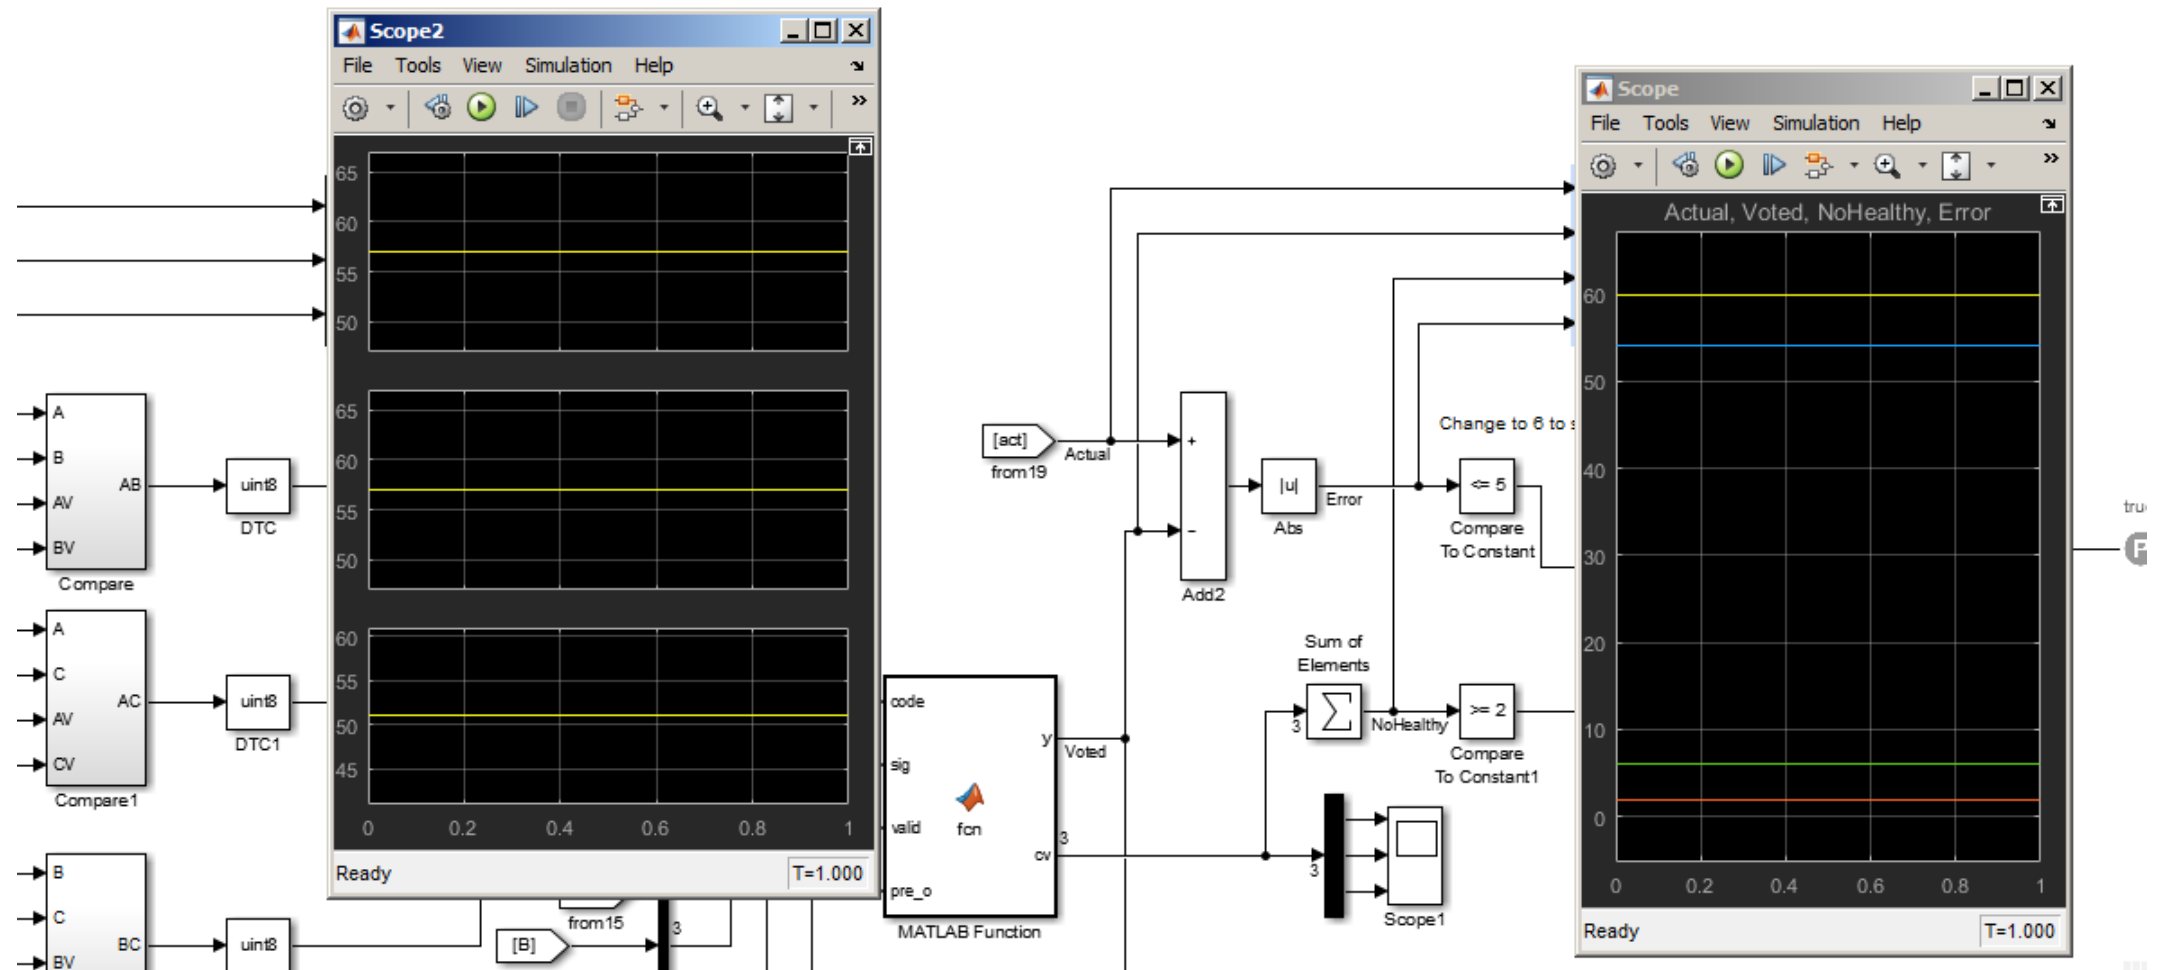 Scope2
File Tools View Simulation Help
65
60
55
50
65
60
55
50
60
55
50
45
0 0.2 0.4 0.6 0.8 1
Ready T=1.000
Scope
File Tools View Simulation Help
Actual, Voted, NoHealthy, Error
60
50
40
30
20
10
0
0 0.2 0.4 0.6 0.8 1
Ready T=1.000
A
B
AV
BV
AB
Compare
uint8
DTC
A
C
AV
CV
AC
Compare1
uint8
DTC1
B
C
BV
BC
uint8
from15
[B]
3
code
sig
valid
pre_o
y
cv
fcn
MATLAB Function
Voted
3
[act]
from19
Actual
+
−
Add2
|u|
Abs
Error
Change to 6 to s
<= 5
Compare
To Constant
Sum of
Elements
3
NoHealthy
>= 2
Compare
To Constant1
3
Scope1
P